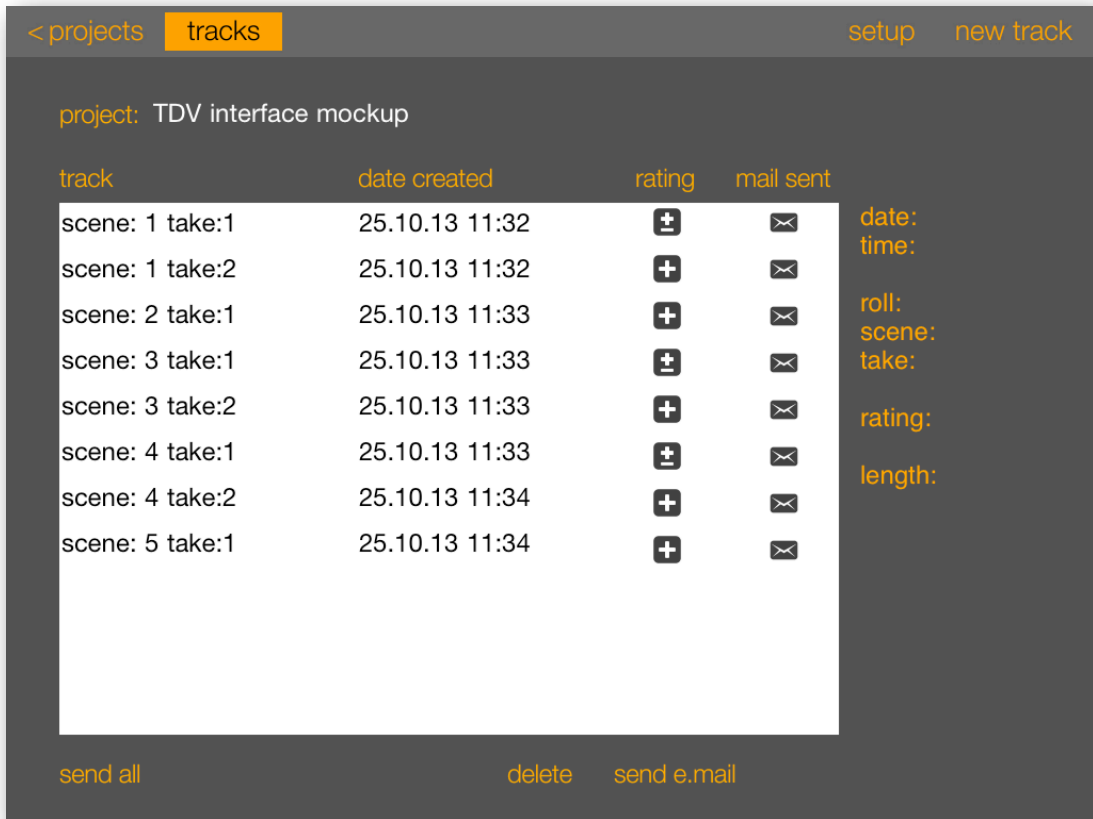 < projects tracks setup new track
project: TDV interface mockup
track date created rating mail sent
scene: 1 take:1 25.10.13 11:32
scene: 1 take:2 25.10.13 11:32
scene: 2 take:1 25.10.13 11:33
scene: 3 take:1 25.10.13 11:33
scene: 3 take:2 25.10.13 11:33
scene: 4 take:1 25.10.13 11:33
scene: 4 take:2 25.10.13 11:34
scene: 5 take:1 25.10.13 11:34
date:
time:
roll:
scene:
take:
rating:
length:
send all delete send e.mail